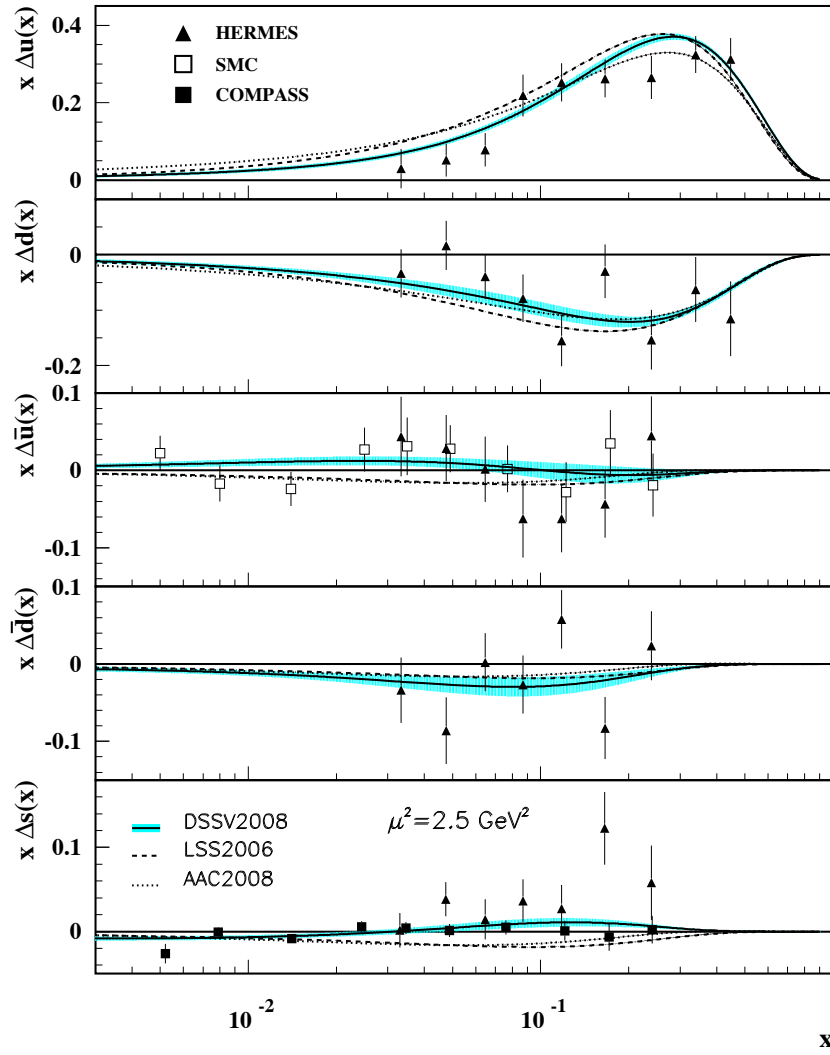 x Δu(x)
0.4
0.2
0
HERMES
SMC
COMPASS
x Δd(x)
0
-0.2
x Δū(x)
0.1
0
-0.1
x Δd̄(x)
0.1
0
-0.1
x Δs(x)
0.1
0
DSSV2008
LSS2006
AAC2008
μ²=2.5 GeV²
10⁻² 10⁻¹
x